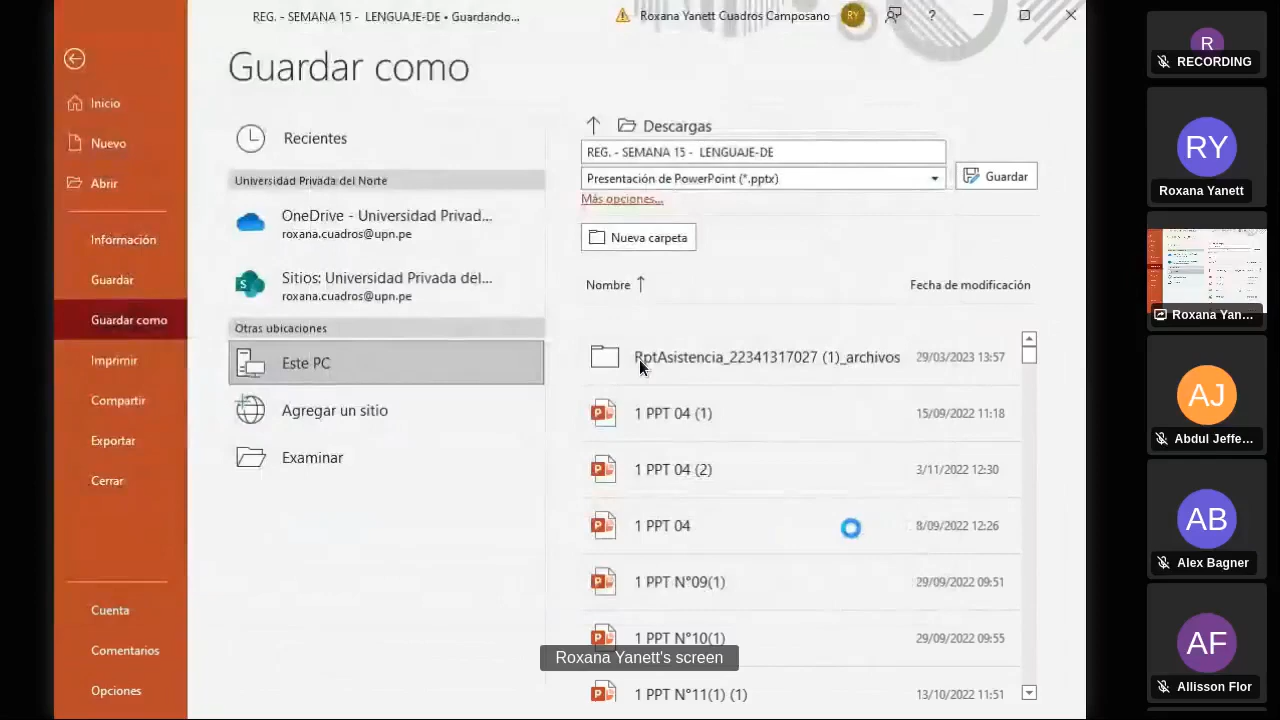 REG. - SEMANA 15 - LENGUAJE-DE • Guardando...
Roxana Yanett Cuadros Camposano
RY
?
Inicio
Nuevo
Abrir
Información
Guardar
Guardar como
Imprimir
Compartir
Exportar
Cerrar
Cuenta
Comentarios
Opciones
Guardar como
Recientes
Universidad Privada del Norte
OneDrive - Universidad Privad...
roxana.cuadros@upn.pe
Sitios: Universidad Privada del...
roxana.cuadros@upn.pe
Otras ubicaciones
Este PC
Agregar un sitio
Examinar
Descargas
REG. - SEMANA 15 - LENGUAJE-DE
Presentación de PowerPoint (*.pptx)
Guardar
Más opciones...
Nueva carpeta
Nombre
Fecha de modificación
RptAsistencia_22341317027 (1)_archivos 29/03/2023 13:57
1 PPT 04 (1) 15/09/2022 11:18
1 PPT 04 (2) 3/11/2022 12:30
1 PPT 04 8/09/2022 12:26
1 PPT N°09(1) 29/09/2022 09:51
1 PPT N°10(1) 29/09/2022 09:55
1 PPT N°11(1) (1) 13/10/2022 11:51
Roxana Yanett's screen
R
RECORDING
RY
Roxana Yanett
Roxana Yan...
AJ
Abdul Jeffe...
AB
Alex Bagner
AF
Allisson Flor